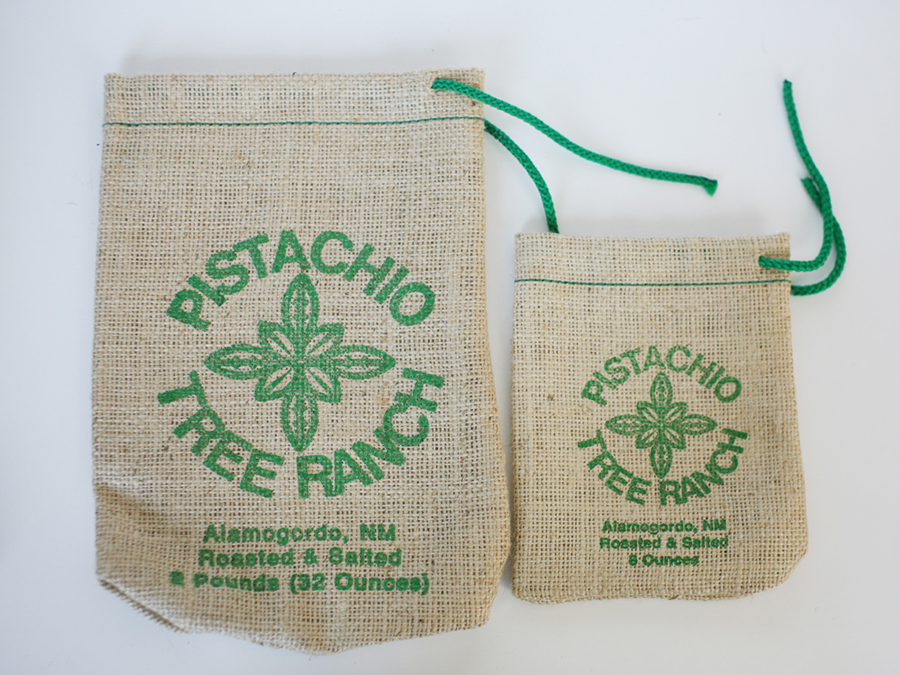 PISTACHIO
TREE RANCH
Alamogordo, NM
Roasted & Salted
2 Pounds (32 Ounces)
PISTACHIO
TREE RANCH
Alamogordo, NM
Roasted & Salted
8 Ounces